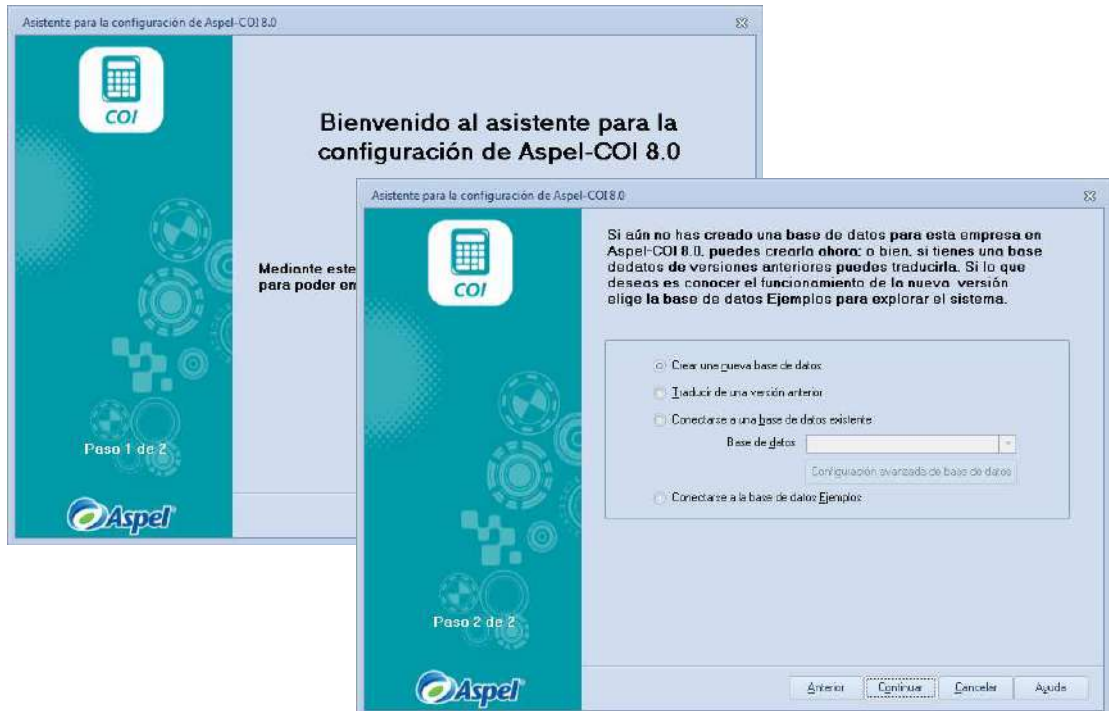 Asistente para la configuración de Aspel-COI 8.0
COI
Bienvenido al asistente para la
configuración de Aspel-COI 8.0
Mediante este
para poder en
Paso 1 de 2
Aspel
Asistente para la configuración de Aspel-COI 8.0
COI
Si aún no has creado una base de datos para esta empresa en
Aspel-COI 8.0, puedes crearla ahora; o bien, si tienes una base
dedatos de versiones anteriores puedes traducirla. Si lo que
deseas es conocer el funcionamiento de la nueva versión
elige la base de datos Ejemplos para explorar el sistema.
Crear una nueva base de datos
Traducir de una versión anterior
Conectarse a una base de datos existente
Base de datos
Configuración avanzada de base de datos
Conectarse a la base de datos Ejemplos
Paso 2 de 2
Aspel
Anterior Continuar Cancelar Ayuda